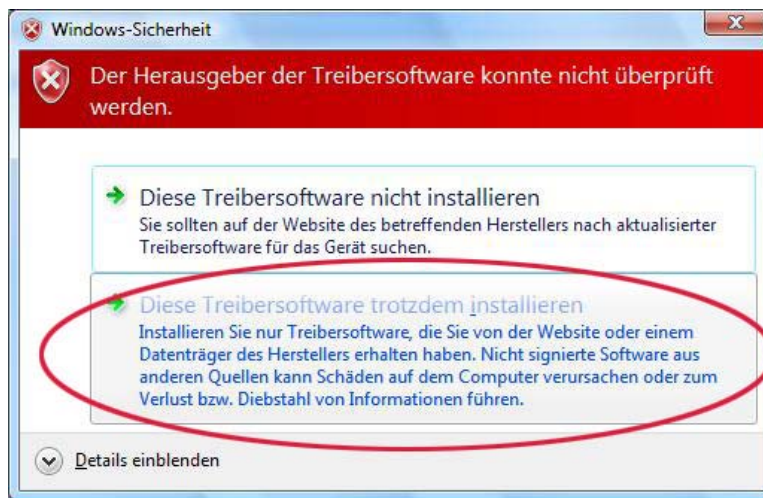 Windows-Sicherheit
Der Herausgeber der Treibersoftware konnte nicht überprüft
werden.
Diese Treibersoftware nicht installieren
Sie sollten auf der Website des betreffenden Herstellers nach aktualisierter
Treibersoftware für das Gerät suchen.
Diese Treibersoftware trotzdem installieren
Installieren Sie nur Treibersoftware, die Sie von der Website oder einem
Datenträger des Herstellers erhalten haben. Nicht signierte Software aus
anderen Quellen kann Schäden auf dem Computer verursachen oder zum
Verlust bzw. Diebstahl von Informationen führen.
Details einblenden